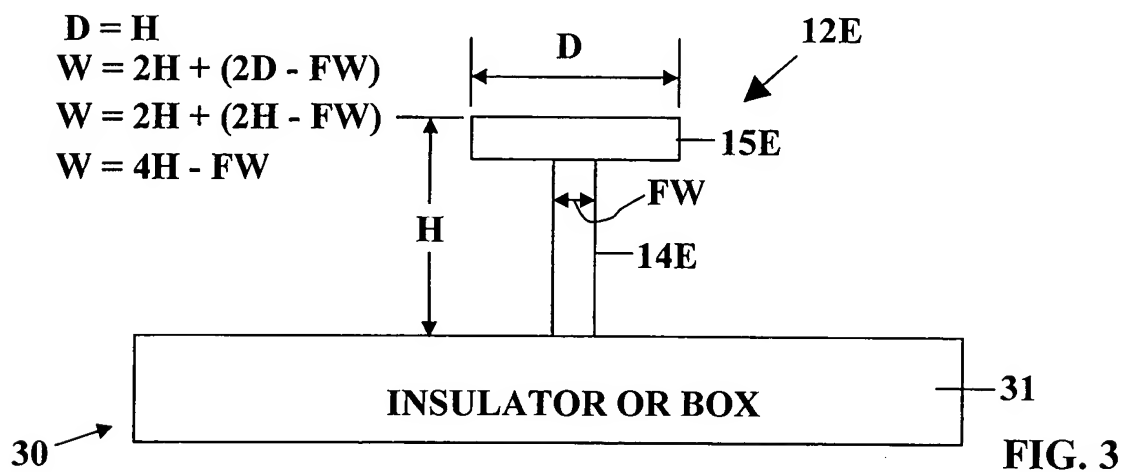 D = H
W = 2H + (2D - FW)
W = 2H + (2H - FW)
W = 4H - FW
D
12E
15E
FW
H
14E
INSULATOR OR BOX
31
30
FIG. 3